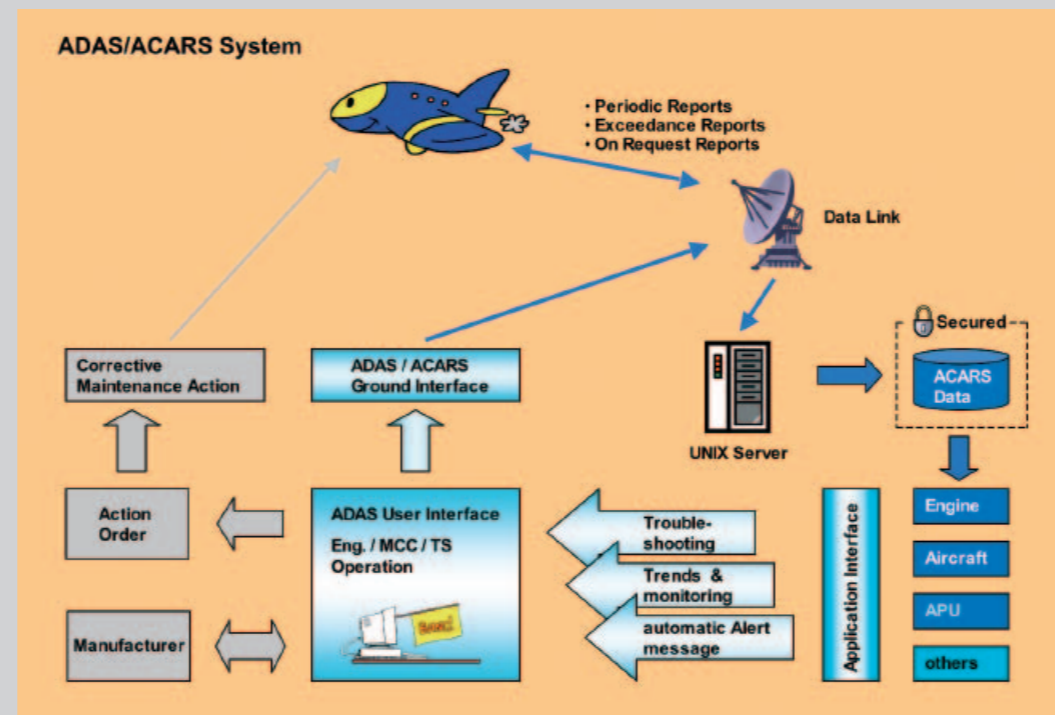 ADAS/ACARS System
• Periodic Reports
• Exceedance Reports
• On Request Reports
Data Link
Secured
ACARS
Data
UNIX Server
Corrective
Maintenance Action
ADAS / ACARS
Ground Interface
Action
Order
ADAS User Interface
Eng. / MCC / TS
Operation
Send
Manufacturer
Trouble-
shooting
Trends &
monitoring
automatic Alert
message
Application Interface
Engine
Aircraft
APU
others